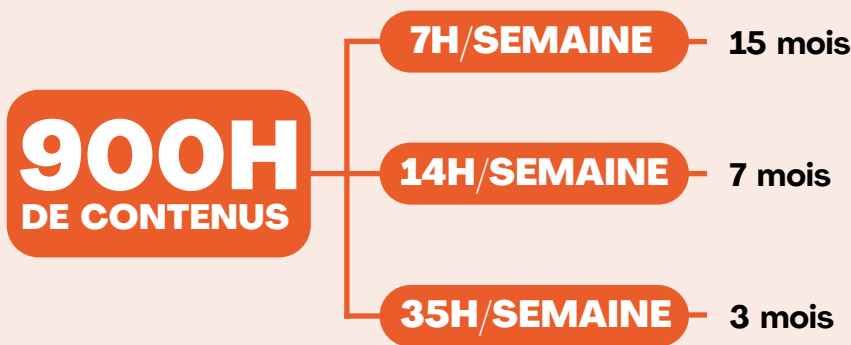 900H
DE CONTENUS
7H/SEMAINE
15 mois
14H/SEMAINE
7 mois
35H/SEMAINE
3 mois